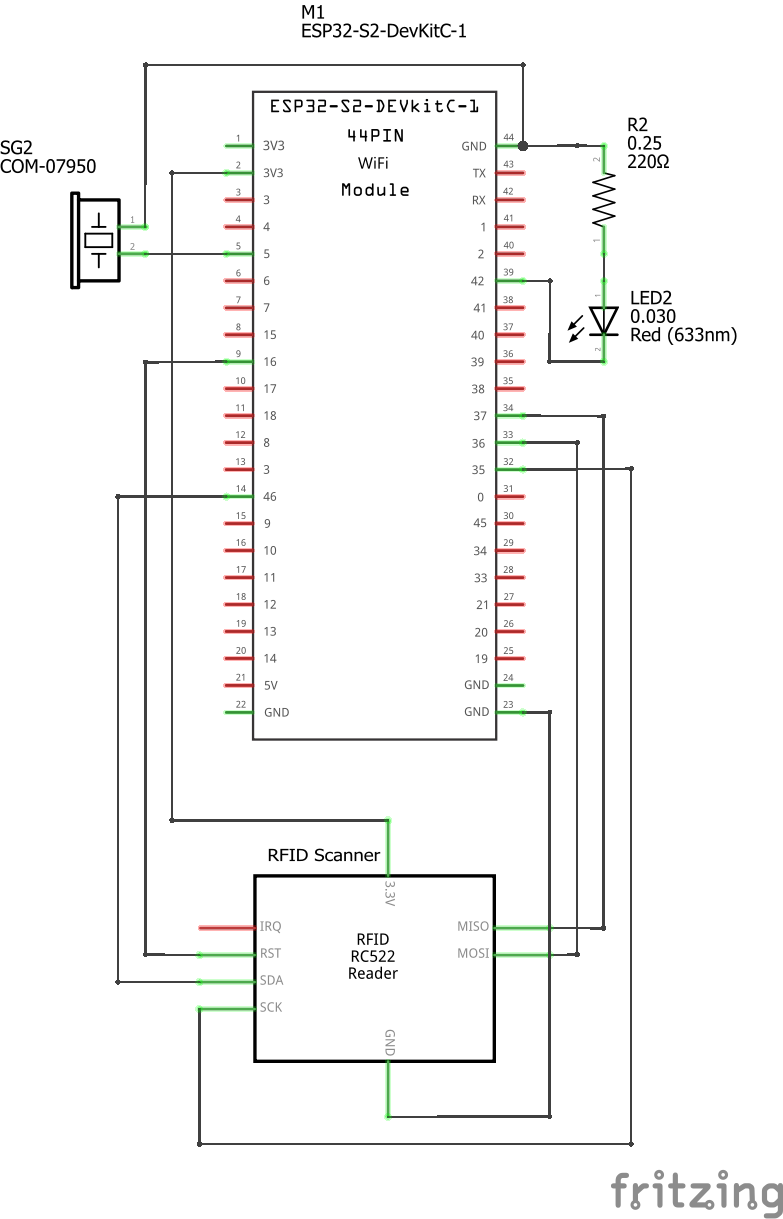 M1
ESP32-S2-DevKitC-1
ESP32-S2-DEVkitC-1
44PIN
WiFi
Module
SG2
COM-07950
1
2
R2
0.25
220Ω
2
1
LED2
0.030
Red (633nm)
1
2
1 3V3
2 3V3
3 3
4 4
5 5
6 6
7 7
8 15
9 16
10 17
11 18
12 8
13 3
14 46
15 9
16 10
17 11
18 12
19 13
20 14
21 5V
22 GND
GND 44
TX 43
RX 42
1 41
2 40
42 39
41 38
40 37
39 36
38 35
37 34
36 33
35 32
0 31
45 30
34 29
33 28
21 27
20 26
19 25
GND 24
GND 23
RFID Scanner
3.3V
IRQ
RST
SDA
SCK
RFID
RC522
Reader
MISO
MOSI
GND
fritzing